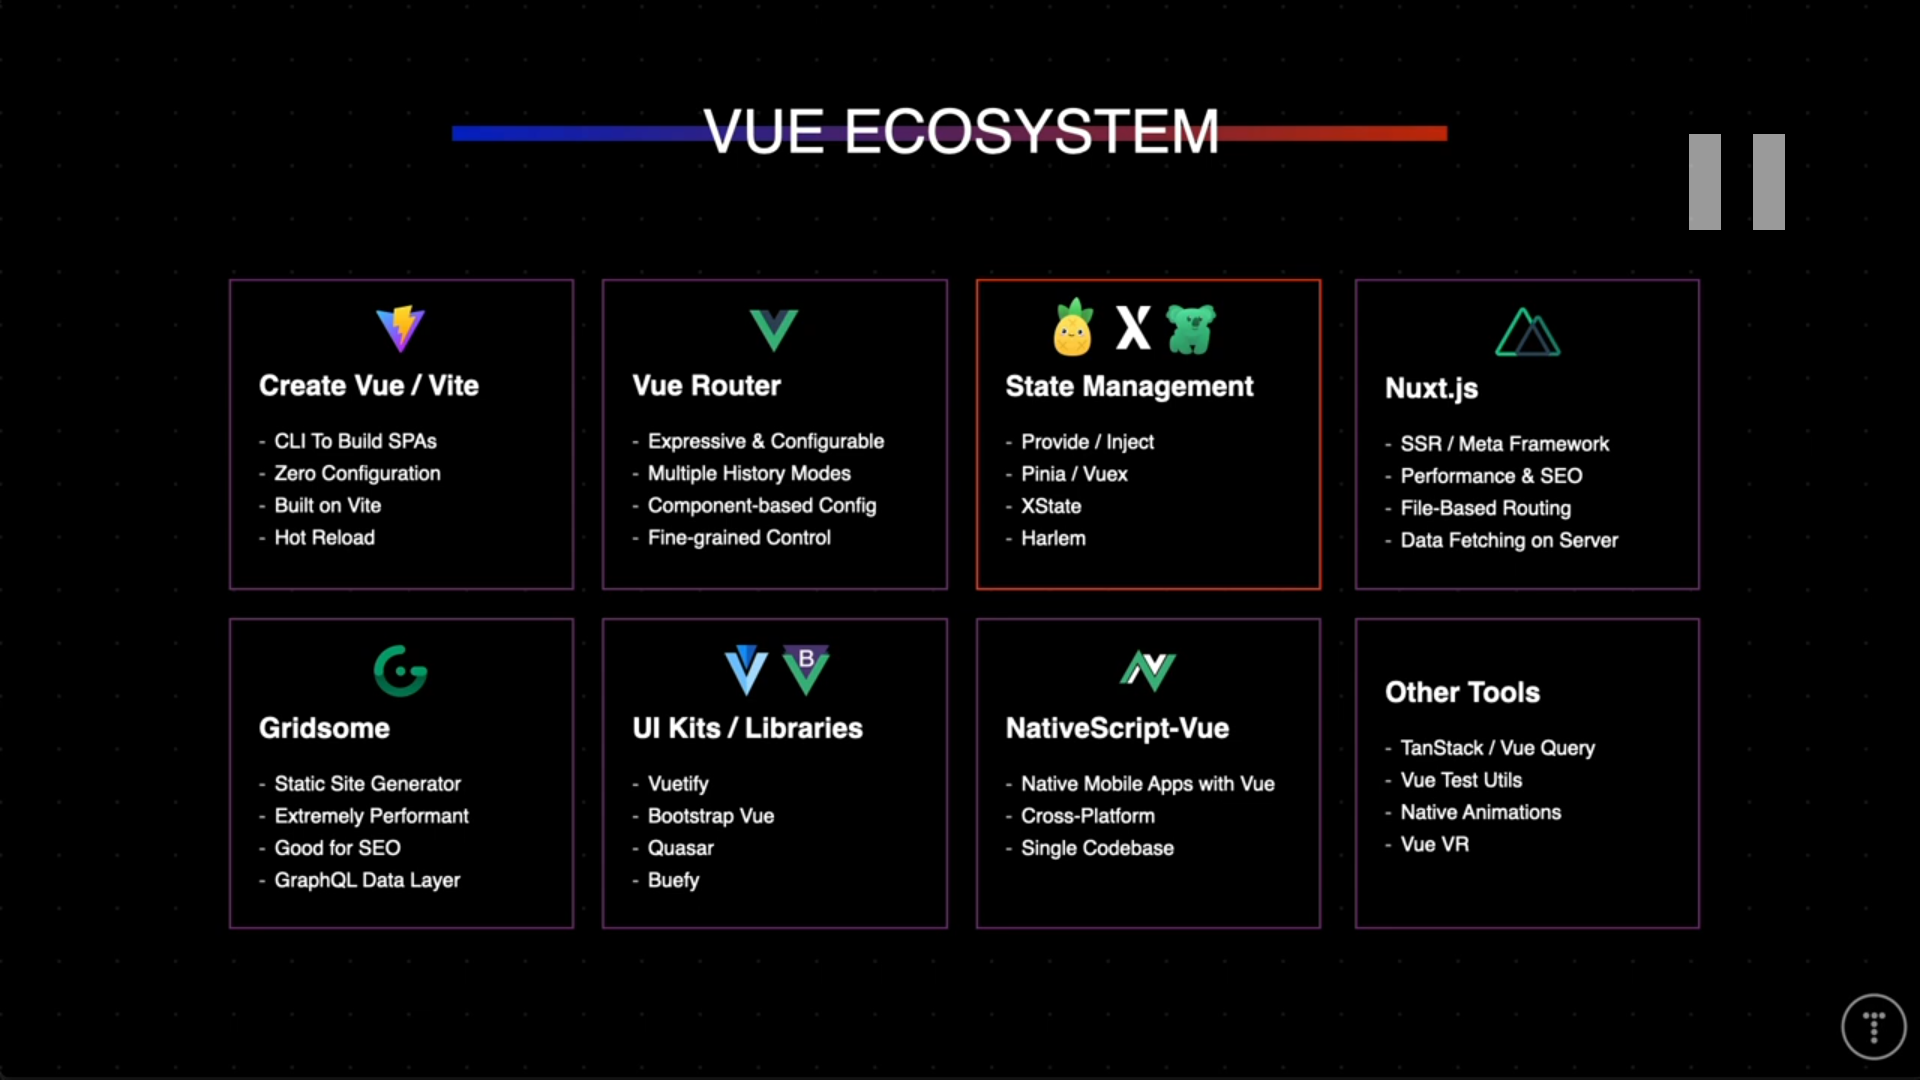 VUE ECOSYSTEM
Create Vue / Vite
- CLI To Build SPAs
- Zero Configuration
- Built on Vite
- Hot Reload
Vue Router
- Expressive & Configurable
- Multiple History Modes
- Component-based Config
- Fine-grained Control
State Management
- Provide / Inject
- Pinia / Vuex
- XState
- Harlem
Nuxt.js
- SSR / Meta Framework
- Performance & SEO
- File-Based Routing
- Data Fetching on Server
Gridsome
- Static Site Generator
- Extremely Performant
- Good for SEO
- GraphQL Data Layer
B
UI Kits / Libraries
- Vuetify
- Bootstrap Vue
- Quasar
- Buefy
NativeScript-Vue
- Native Mobile Apps with Vue
- Cross-Platform
- Single Codebase
Other Tools
- TanStack / Vue Query
- Vue Test Utils
- Native Animations
- Vue VR
T